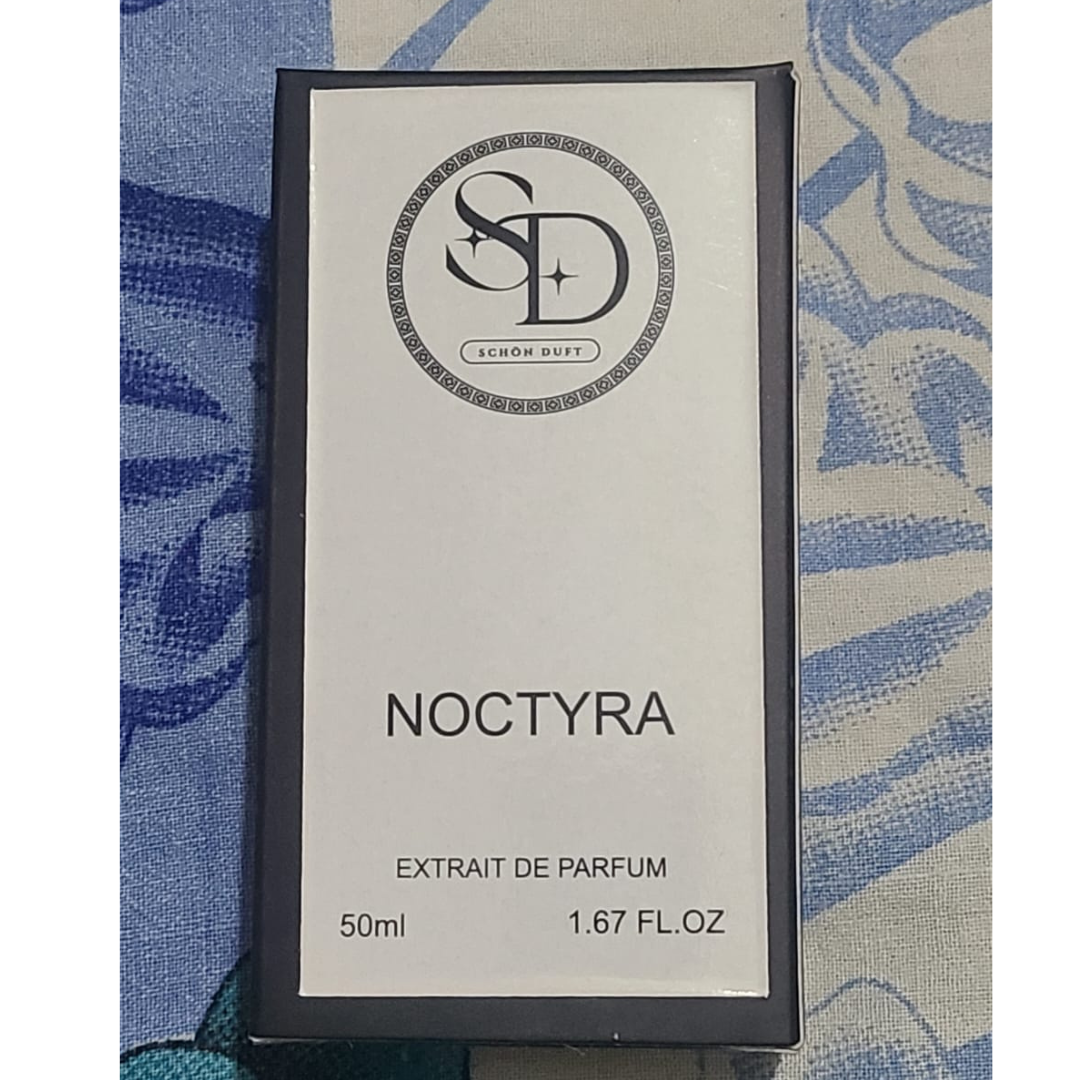 SD
SCHÖN DUFT
NOCTYRA
EXTRAIT DE PARFUM
50ml 1.67 FL.OZ